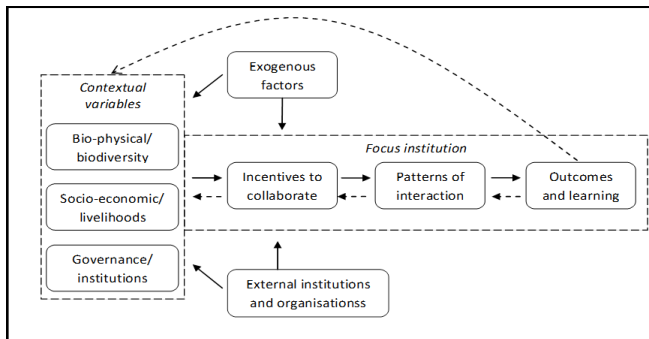 Exogenous
factors
Contextual
variables
Bio-physical/
biodiversity
Socio-economic/
livelihoods
Governance/
institutions
Focus institution
Incentives to
collaborate
Patterns of
interaction
Outcomes
and learning
External institutions
and organisationss